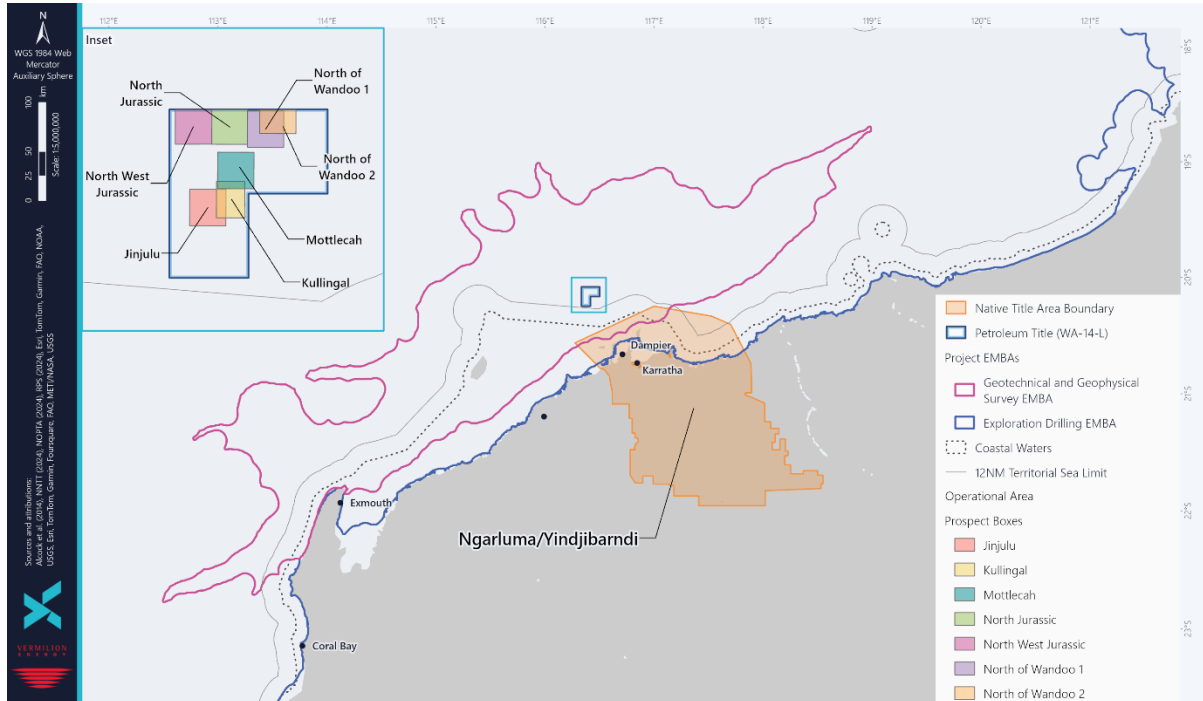 N
WGS 1984 Web
Mercator
Auxiliary Sphere
100
km
50
25
0
Scale: 1:5,000,000
Sources and attributions:
Alcock et al. (2014), NNTT (2024), NOPTA (2024), RPS (2024), Esri, TomTom, Garmin, FAO, NOAA,
USGS, Esri, TomTom, Garmin, Foursquare, FAO, METI/NASA, USGS
VERMILION
ENERGY
112°E
113°E
114°E
115°E
116°E
117°E
118°E
119°E
120°E
121°E
18°S
19°S
20°S
21°S
22°S
23°S
Inset
North
Jurassic
North of
Wandoo 1
North of
Wandoo 2
North West
Jurassic
Mottlecah
Jinjulu
Kullingal
Dampier
Karratha
Exmouth
Coral Bay
Ngarluma/Yindjibarndi
Native Title Area Boundary
Petroleum Title (WA-14-L)
Project EMBAs
Geotechnical and Geophysical
Survey EMBA
Exploration Drilling EMBA
Coastal Waters
12NM Territorial Sea Limit
Operational Area
Prospect Boxes
Jinjulu
Kullingal
Mottlecah
North Jurassic
North West Jurassic
North of Wandoo 1
North of Wandoo 2